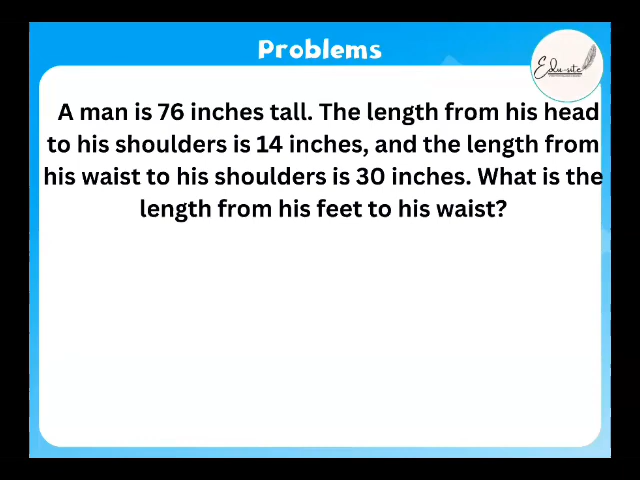 Problems
Edu-site
A man is 76 inches tall. The length from his head
to his shoulders is 14 inches, and the length from
his waist to his shoulders is 30 inches. What is the
length from his feet to his waist?